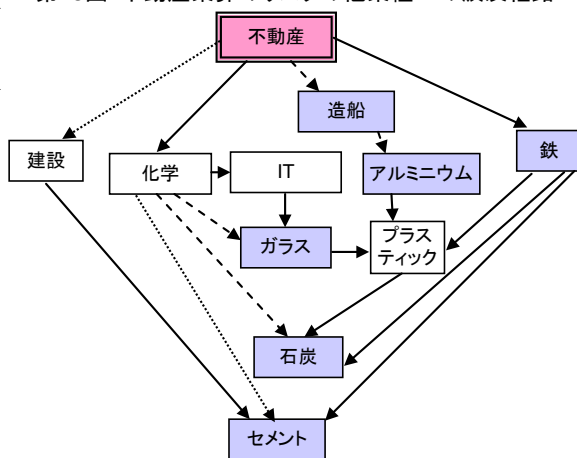 不動産
造船
建設
化学
IT
アルミニウム
鉄
ガラス
プラス
ティック
石炭
セメント